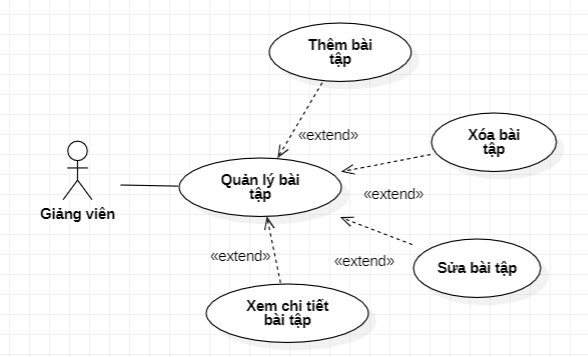 Thêm bài
tập
«extend»
Xóa bài
tập
Quản lý bài
tập
«extend»
Giảng viên
«extend»
«extend»
Sửa bài tập
Xem chi tiết
bài tập